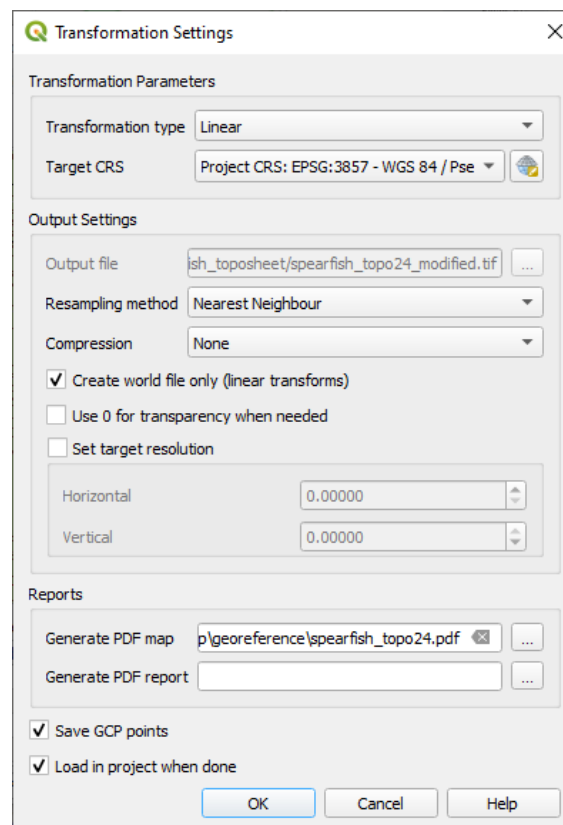 Transformation Settings
Transformation Parameters
Transformation type Linear
Target CRS Project CRS: EPSG:3857 - WGS 84 / Pse
Output Settings
Output file ish_toposheet/spearfish_topo24_modified.tif ...
Resampling method Nearest Neighbour
Compression None
Create world file only (linear transforms)
Use 0 for transparency when needed
Set target resolution
Horizontal 0.00000
Vertical 0.00000
Reports
Generate PDF map p\georeference\spearfish_topo24.pdf ...
Generate PDF report ...
Save GCP points
Load in project when done
OK Cancel Help